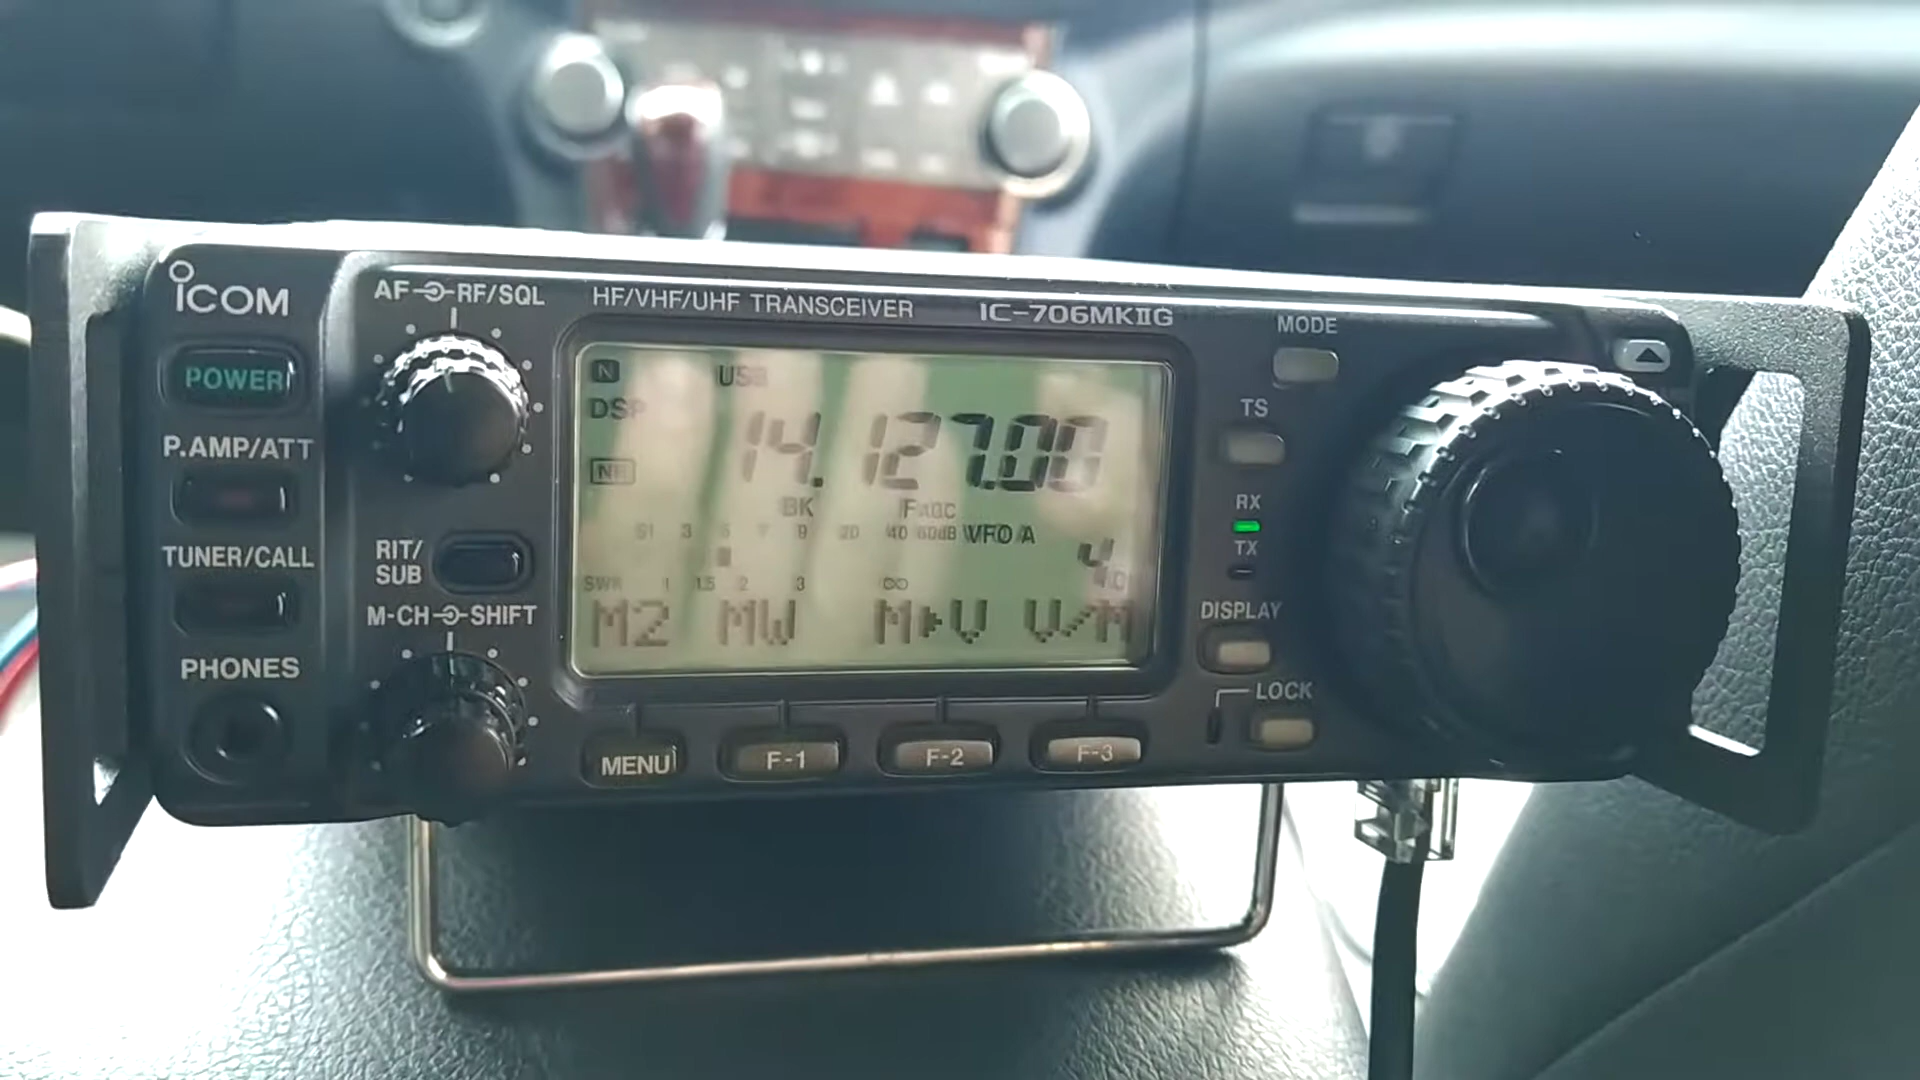 ICOM
AF RF/SQL
HF/VHF/UHF TRANSCEIVER
IC-706MKIIG
MODE
POWER
N
USB
DSP
14.127.00
TS
P.AMP/ATT
NR
BK
F AGC
RX
S1 3 5 7 9 20 40 60dB VFO A
TX
TUNER/CALL
RIT/
SUB
SWR 1 1.5 2 3 ∞
M-CH SHIFT
M2 MW M▶V V/M
DISPLAY
PHONES
LOCK
MENU
F-1
F-2
F-3